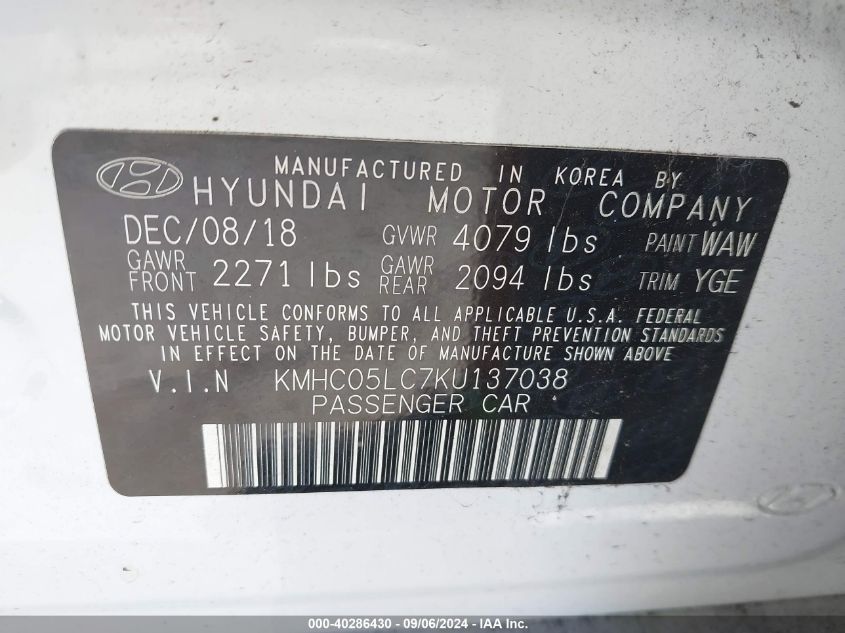 MANUFACTURED IN KOREA BY
HYUNDAI MOTOR COMPANY
DEC/08/18 GVWR 4079 lbs PAINT WAW
GAWR FRONT 2271 lbs GAWR REAR 2094 lbs TRIM YGE
THIS VEHICLE CONFORMS TO ALL APPLICABLE U.S.A. FEDERAL
MOTOR VEHICLE SAFETY, BUMPER, AND THEFT PREVENTION STANDARDS
IN EFFECT ON THE DATE OF MANUFACTURE SHOWN ABOVE
V.I.N KMHC05LC7KU137038
PASSENGER CAR
000-40286430 - 09/06/2024 - IAA Inc.